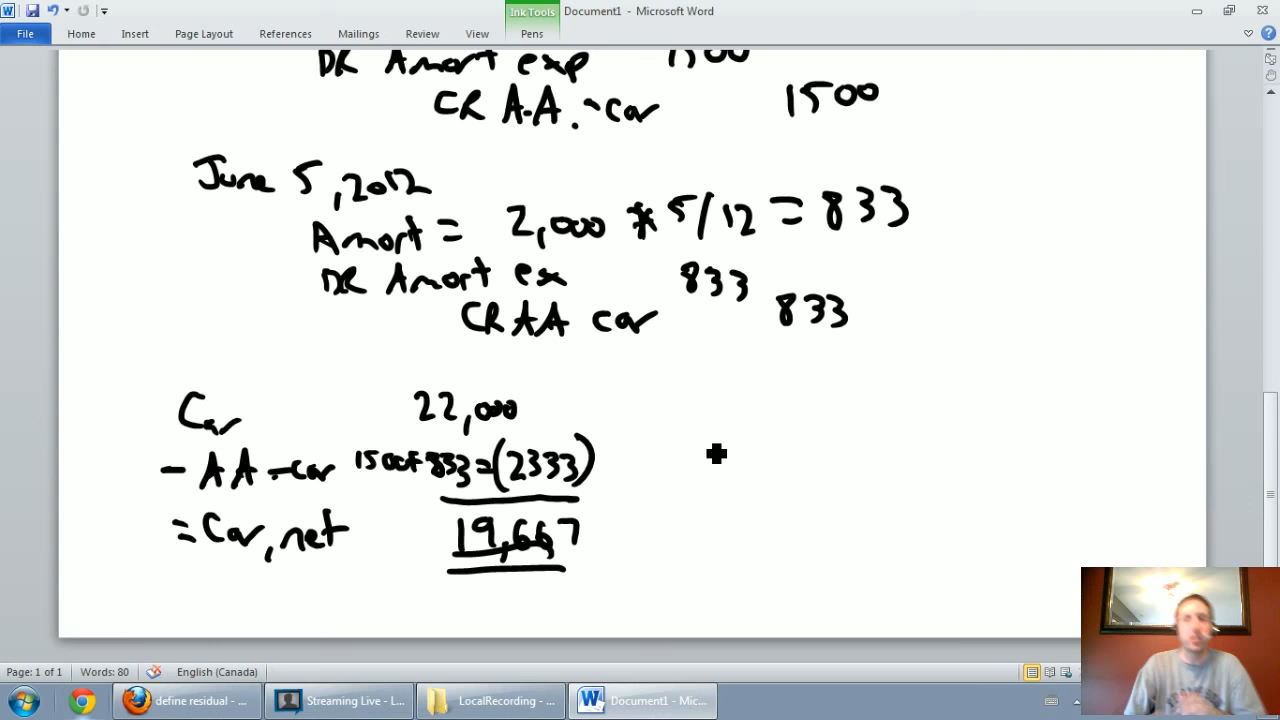 Ink Tools
Document1 - Microsoft Word
File Home Insert Page Layout References Mailings Review View Pens
DR Amort exp 1500
CR A.A. - car 1500
June 5, 2012
Amort = 2,000 * 5/12 = 833
DR Amort ex 833
CR AA car 833
Car 22,000
- AA - car 1500 + 833 = (2333)
= Car, net 19,667
Page: 1 of 1 Words: 80 English (Canada)
define residual - ... Streaming Live - L... LocalRecording - ... Document1 - Mic...